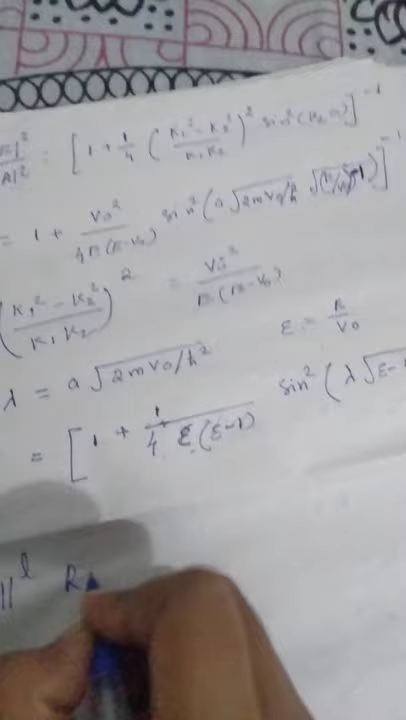 |²/|A|² = [1 + 1/4 ((K₁² - K₂²)/(K₁K₂))² sin²(K₂a)]⁻¹
= 1 + V₀²/(4E(E-V₀)) sin²(a√(2mV₀/ħ) √((E/V₀)-1))]⁻¹
((K₁² - K₂²)/(K₁K₂))² = V₀²/(E(E-V₀))
λ = a√(2mV₀/ħ²) ε = E/V₀
= [1 + 1/(4ε(ε-1)) sin²(λ√ε-
||ˡ R